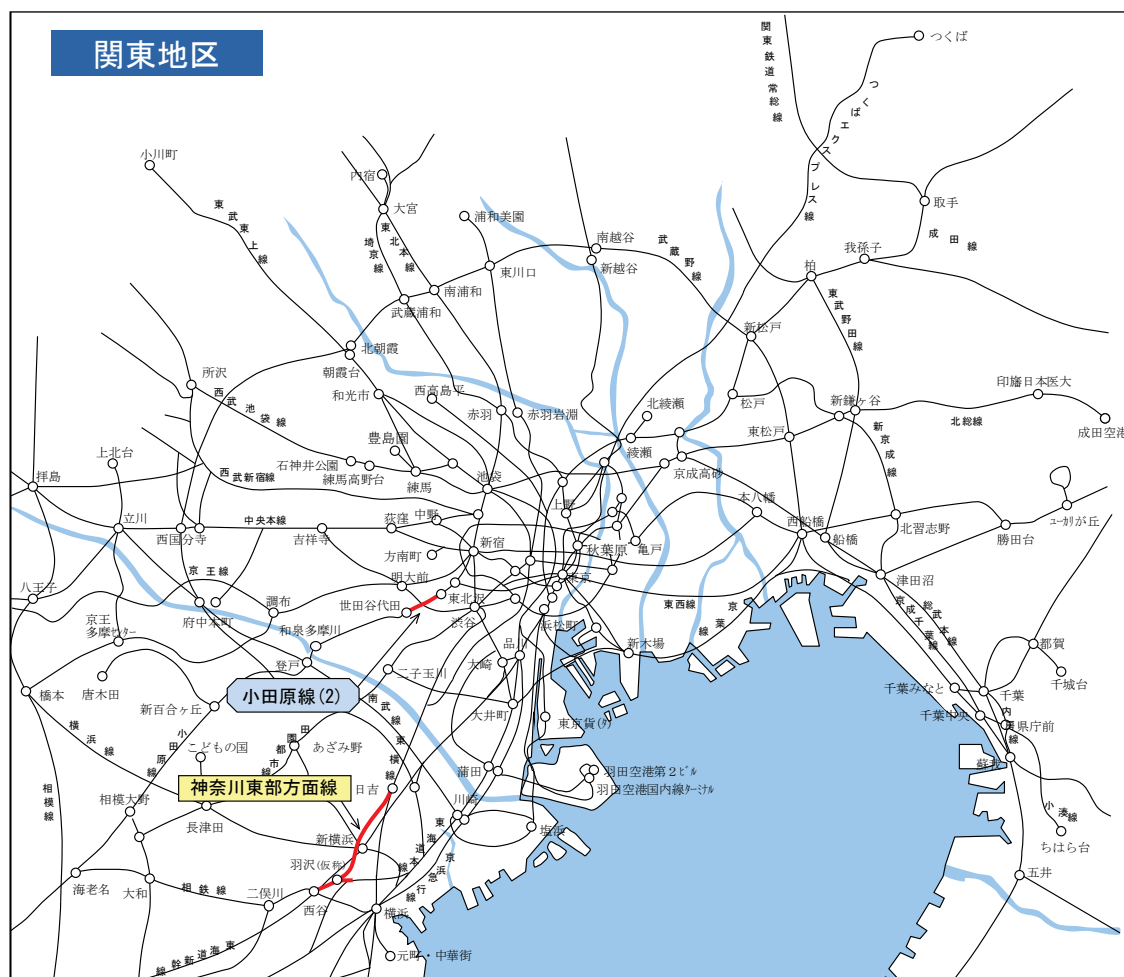 関東地区
つくば
関東鉄道常総線
つくばエクスプレス線
小川町
内宿
大宮
浦和美園
取手
成田線
東武東上線
埼京線
東北本線
南越谷
武蔵野線
新越谷
我孫子
柏
東川口
南浦和
武蔵浦和
東武野田線
新松戸
北朝霞
朝霞台
所沢
西武池袋線
和光市
西高島平
赤羽
赤羽岩淵
北綾瀬
松戸
新鎌ヶ谷
印旛日本医大
北総線
成田空港
豊島園
綾瀬
東松戸
新京成線
上北台
石神井公園
練馬高野台
練馬
京成高砂
拝島
西武新宿線
池袋
上野
本八幡
立川
西国分寺
中央本線
吉祥寺
荻窪
中野
西船橋
船橋
北習志野
勝田台
ユーカリが丘
方南町
新宿
秋葉原
亀戸
八王子
京王線
明大前
東京
津田沼
世田谷代田
東北沢
東西線
京葉線
京成千葉線
総武本線
京王
多摩センター
府中本町
調布
和泉多摩川
渋谷
浜松町
登戸
品川
新木場
都賀
唐木田
二子玉川
大崎
千城台
橋本
新百合ヶ丘
小田原線(2)
南武線
大井町
千葉みなと
千葉
千葉中央
県庁前
内房線
横浜線
小田原線
こどもの国
田園都市線
あざみ野
東横線
東京貨(タ)
蘇我
神奈川東部方面線
日吉
蒲田
羽田空港第2ビル
羽田空港国内線ターミナル
相模線
相模大野
長津田
川崎
塩浜
小湊線
ちはら台
新横浜
東海道本線
京浜急行線
羽沢(仮称)
海老名
大和
相鉄線
二俣川
西谷
横浜
五井
東海道新幹線
元町・中華街